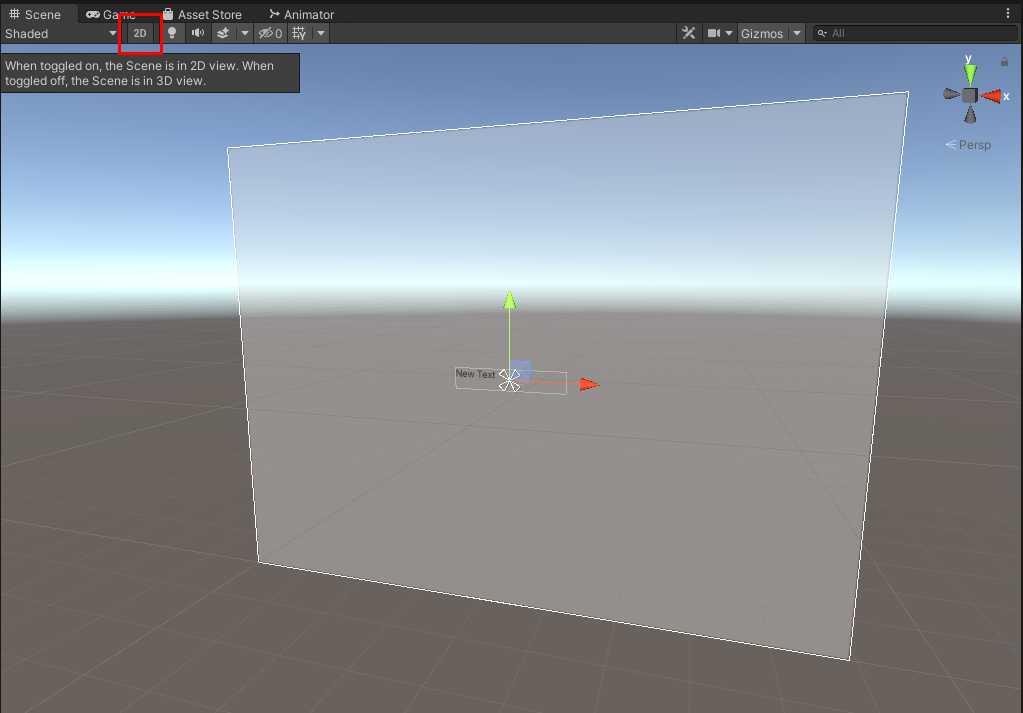 Scene Game Asset Store Animator
Shaded 2D 0 Gizmos All
When toggled on, the Scene is in 2D view. When
toggled off, the Scene is in 3D view.
y
x
Persp
New Text